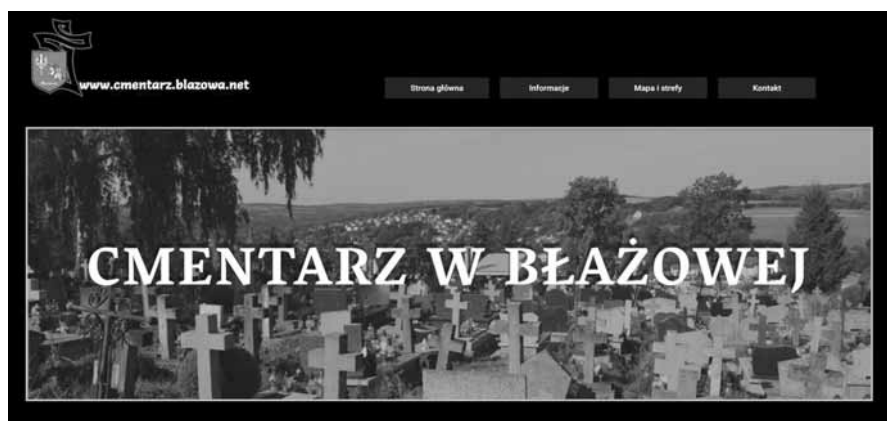 www.cmentarz.blazowa.net
Strona główna
Informacje
Mapa i strefy
Kontakt
CMENTARZ W BŁAŻOWEJ